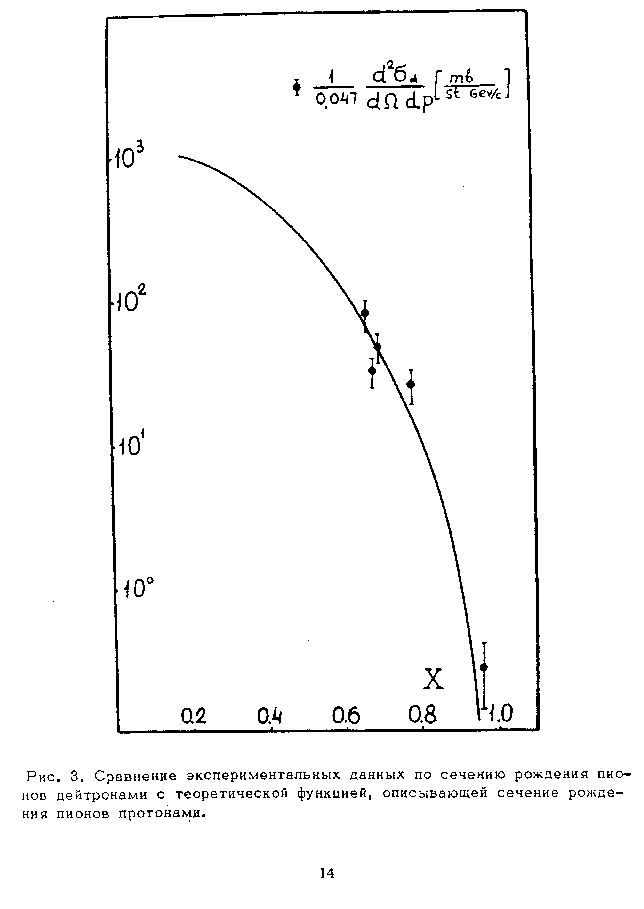 1 d²σd [ mb ]
0,047 dΩ dp St Gev/c
10³
10²
10¹
10⁰
X
0.2 0.4 0.6 0.8 1.0
Рис. 3. Сравнение экспериментальных данных по сечению рождения пио-
нов дейтронами с теоретической функцией, описывающей сечение рожде-
ния пионов протонами.
14